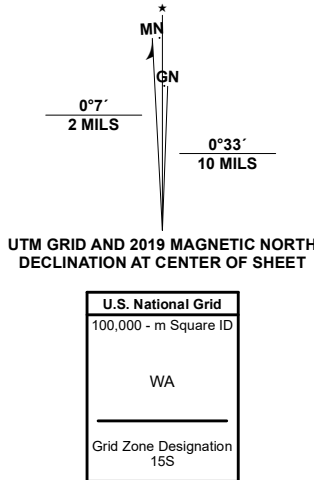 ★
MN
GN
0°7´
2 MILS
0°33´
10 MILS
UTM GRID AND 2019 MAGNETIC NORTH
DECLINATION AT CENTER OF SHEET
U.S. National Grid
100,000 - m Square ID
WA
Grid Zone Designation
15S